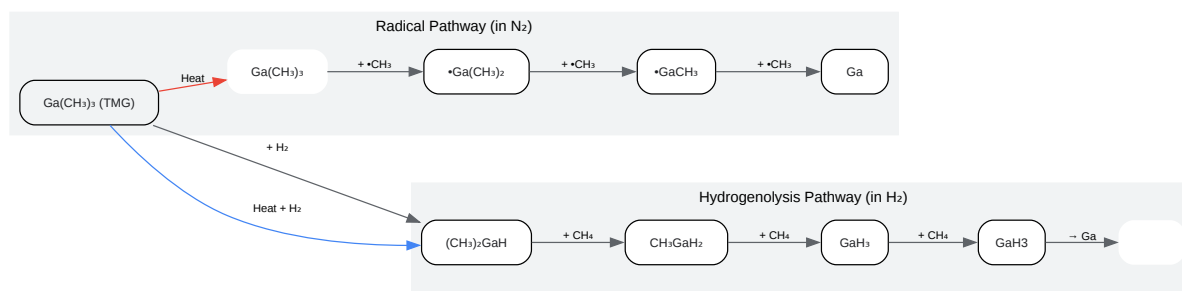 Radical Pathway (in N₂)
Ga(CH₃)₃ (TMG)
Heat
Ga(CH₃)₃
+ •CH₃
•Ga(CH₃)₂
+ •CH₃
•GaCH₃
+ •CH₃
Ga
+ H₂
Heat + H₂
Hydrogenolysis Pathway (in H₂)
(CH₃)₂GaH
+ CH₄
CH₃GaH₂
+ CH₄
GaH₃
+ CH₄
GaH3
→ Ga